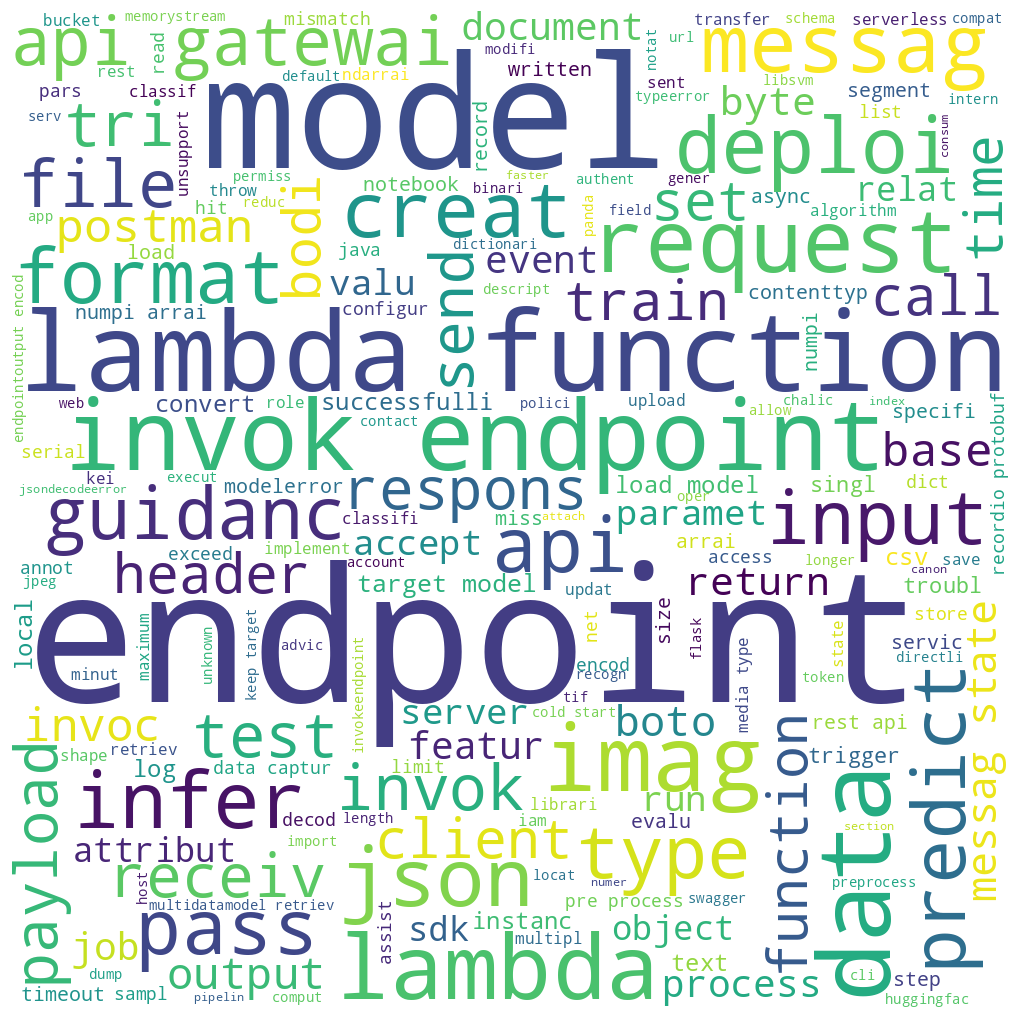 bucket
memorystream
mismatch
document
transfer
schema
serverless
compat
api gatewai
messag
rest
read
modifi
notat
url
default
ndarrai
written
sent
libsvm
pars
classif
model
typeerror
byte
segment
intern
serv
tri
unsupport
record
list
deploi
consum
time
file
permiss
throw
reduc
notebook
faster
binari
authent
gener
async
relat
app
hit
bodi
creat
panda
field
set
algorithm
postman
load
java
dictionari
event
request
format
send
descript
valu
train
contenttyp
call
numpi arrai
configur
numpi
endpointoutput encod
lambda function
web
convert
role
successfulli
polici
upload
allow
chalic
index
specifi
contact
invok endpoint
base
recordio protobuf
serial
kei
execut
modelerror
respons
load model
singl
dict
jsondecodeerror
guidanc
classifi
miss
attach
oper
paramet
input
annot
exceed
implement
accept
api
arrai
access
longer
csv
save
jpeg
header
account
target model
updat
return
canon
troubl
local
endpoint
size
store
maximum
unknown
keep target
advic
net
flask
state
servic
directli
minut
encod
recogn
media type
token
message state
invoc
test
invokeendpoint
server
cold start
tif
boto
rest api
predict
shape
retriev
log
data captur
featur
limit
imag
function
trigger
payload
infer
decod
length
invok
librari
iam
run
evalu
section
data
attribut
import
client
type
receiv
host
json
locat
numer
preprocess
multidatamodel retriev
pre process
swagger
job
pass
assist
sdk
instanc
multipl
object
dump
output
lambda
text
process
cli
step
timeout
sampl
pipelin
comput
huggingfac